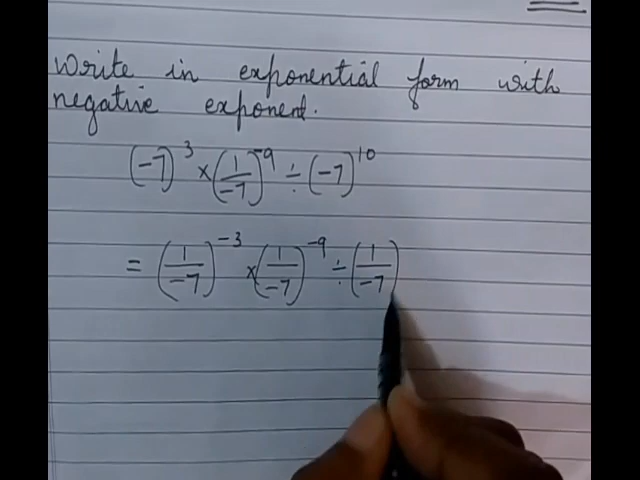 Write in exponential form with
negative exponent.
(-7)^3 × (1/-7)^-9 ÷ (-7)^10
= (1/-7)^-3 × (1/-7)^-9 ÷ (1/-7)